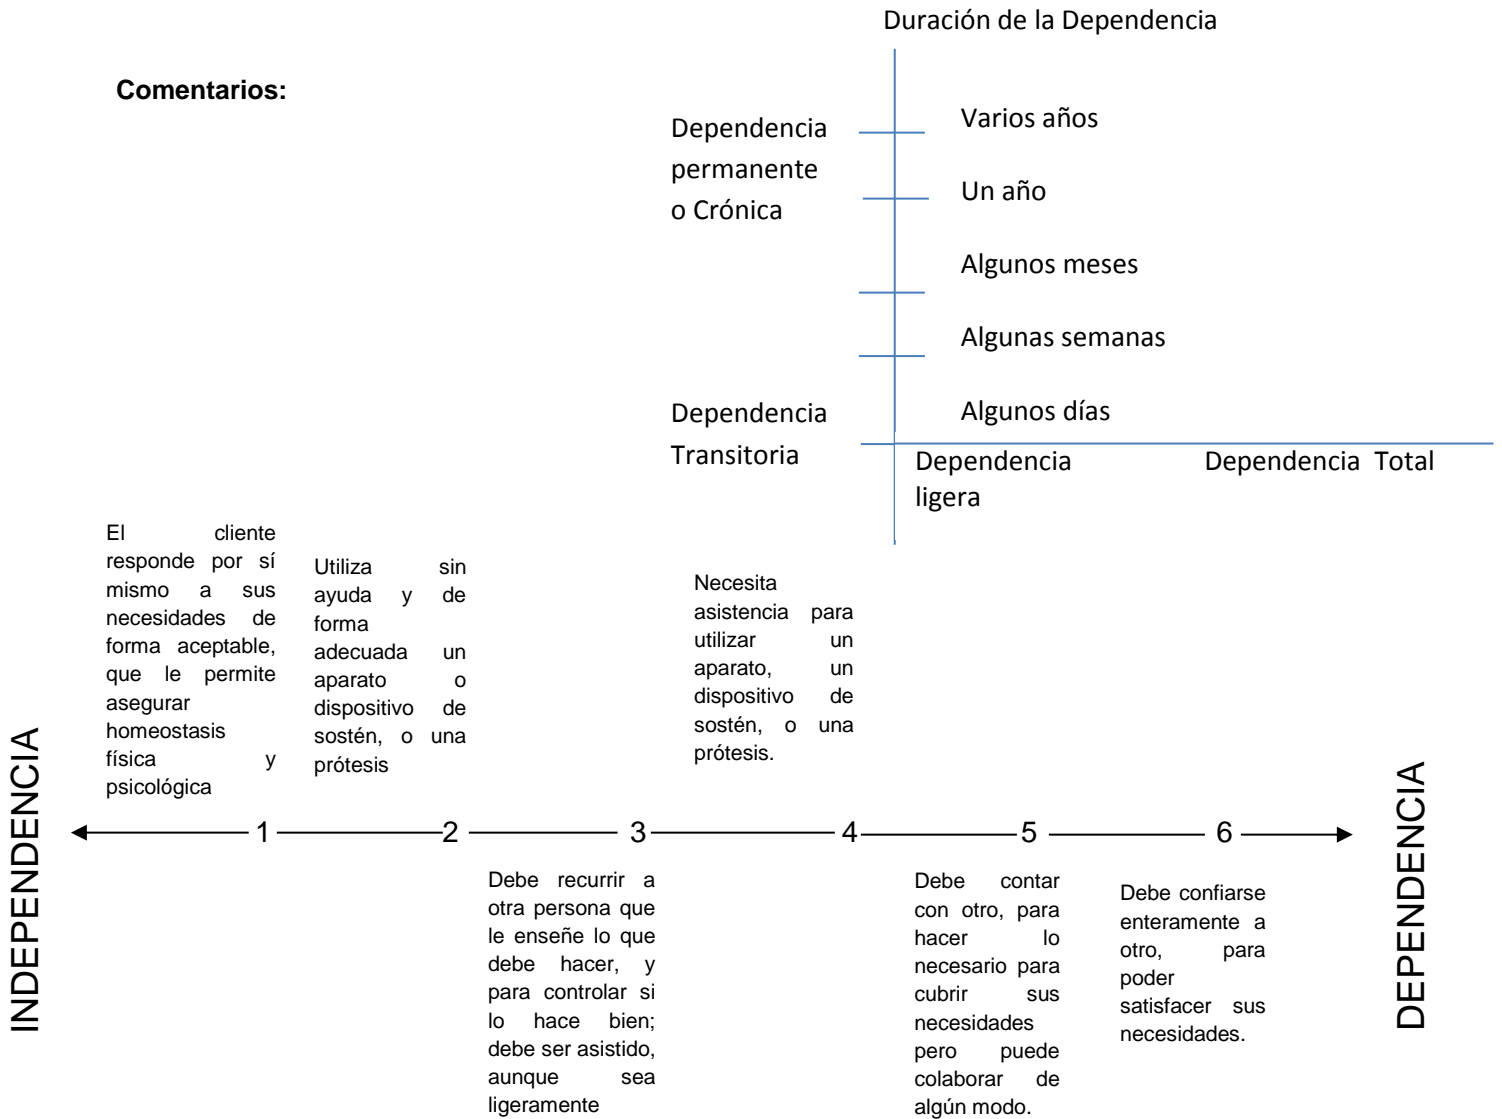 Duración de la Dependencia
Comentarios:
Dependencia
permanente
o Crónica
Varios años
Un año
Algunos meses
Algunas semanas
Algunos días
Dependencia
Transitoria
Dependencia
ligera
Dependencia Total
El cliente
responde por sí
mismo a sus
necesidades de
forma aceptable,
que le permite
asegurar
homeostasis
física y
psicológica
Utiliza sin
ayuda y de
forma
adecuada un
aparato o
dispositivo de
sostén, o una
prótesis
Necesita
asistencia para
utilizar un
aparato, un
dispositivo de
sostén, o una
prótesis.
INDEPENDENCIA
1 2 3 4 5 6
DEPENDENCIA
Debe recurrir a
otra persona que
le enseñe lo que
debe hacer, y
para controlar si
lo hace bien;
debe ser asistido,
aunque sea
ligeramente
Debe contar
con otro, para
hacer lo
necesario para
cubrir sus
necesidades
pero puede
colaborar de
algún modo.
Debe confiarse
enteramente a
otro, para
poder
satisfacer sus
necesidades.